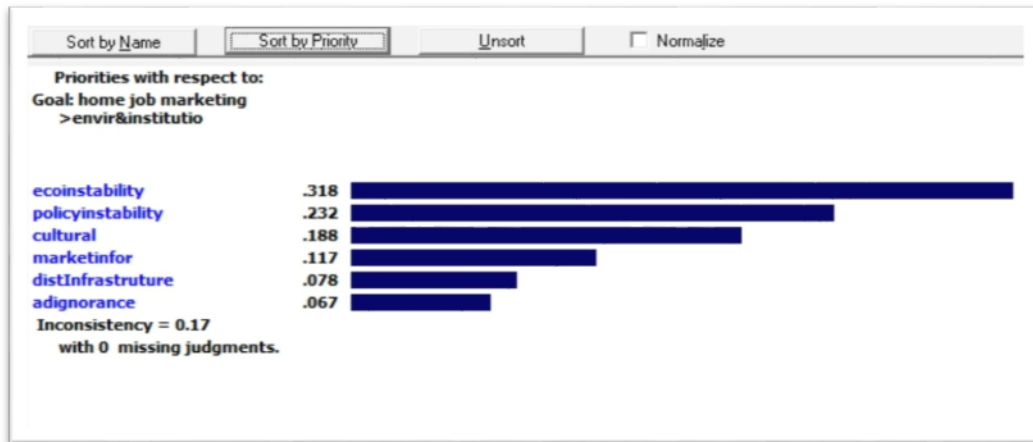 Sort by Name Sort by Priority Unsort Normalize
Priorities with respect to:
Goal: home job marketing
>envir&institutio
ecoinstability .318
policyinstability .232
cultural .188
marketinfor .117
distInfrastruture .078
adignorance .067
Inconsistency = 0.17
with 0 missing judgments.